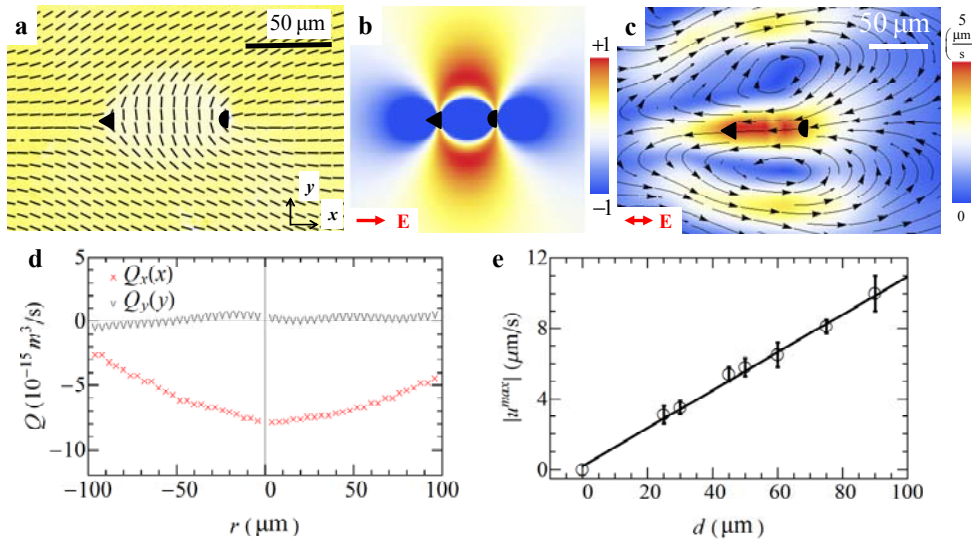 a
50 µm
y
x
b
+1
−1
E
c
50 µm
5
(µm/s)
0
E
d
Qx(x)
Qy(y)
Q (10⁻¹⁵ m³/s)
5
0
−5
−10
−100
−50
0
50
100
r (µm)
e
|uᵐᵃˣ| (µm/s)
12
8
4
0
0
20
40
60
80
100
d (µm)